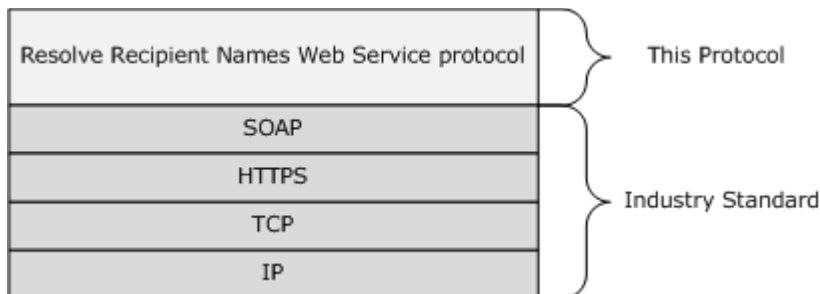 Resolve Recipient Names Web Service protocol
This Protocol
SOAP
HTTPS
TCP
IP
Industry Standard